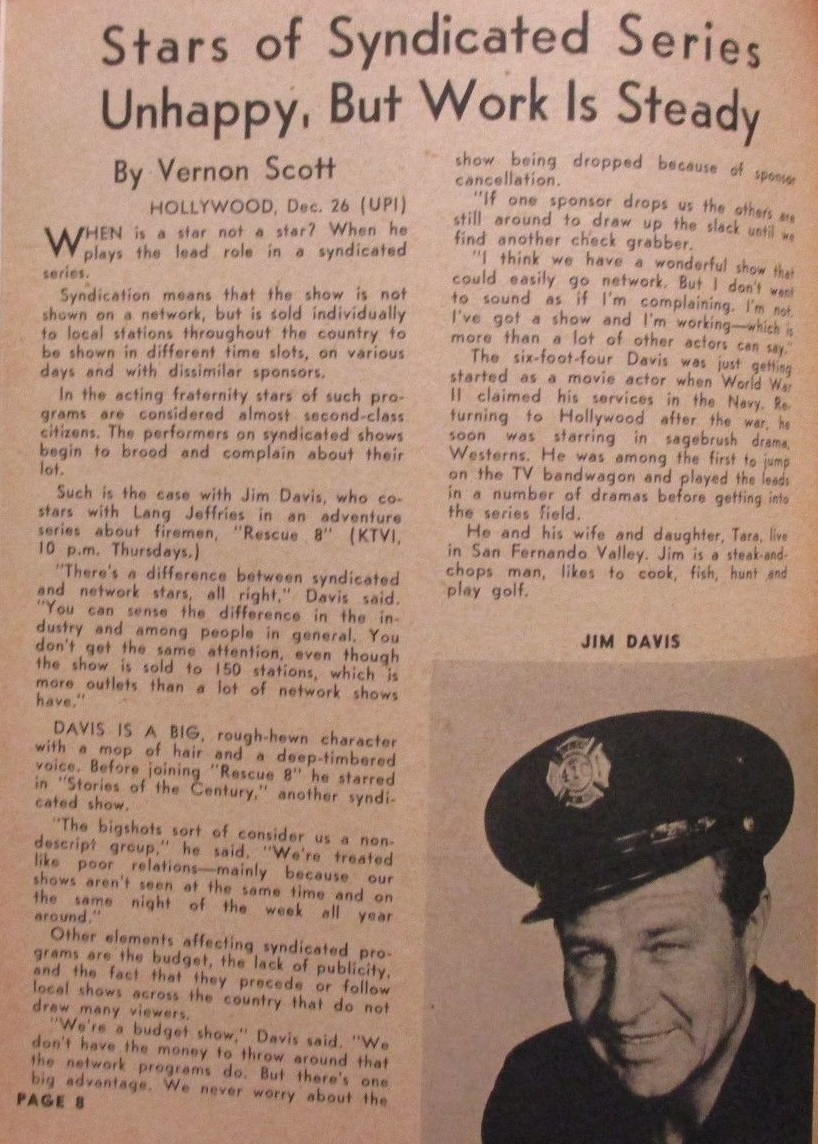 Stars of Syndicated Series
Unhappy, But Work Is Steady
By Vernon Scott
HOLLYWOOD, Dec. 26 (UPI)
WHEN is a star not a star? When he
plays the lead role in a syndicated
series.
Syndication means that the show is not
shown on a network, but is sold individually
to local stations throughout the country to
be shown in different time slots, on various
days and with dissimilar sponsors.
In the acting fraternity stars of such pro-
grams are considered almost second-class
citizens. The performers on syndicated shows
begin to brood and complain about their
lot.
Such is the case with Jim Davis, who co-
stars with Lang Jeffries in an adventure
series about firemen, "Rescue 8" (KTVI,
10 p.m. Thursdays.)
"There's a difference between syndicated
and network stars, all right," Davis said.
"You can sense the difference in the in-
dustry and among people in general. You
don't get the same attention, even though
the show is sold to 150 stations, which is
more outlets than a lot of network shows
have."
DAVIS IS A BIG, rough-hewn character
with a mop of hair and a deep-timbered
voice. Before joining "Rescue 8" he starred
in "Stories of the Century," another syndi-
cated show.
"The bigshots sort of consider us a non-
descript group," he said. "We're treated
like poor relations—mainly because our
shows aren't seen at the same time and on
the same night of the week all year
around."
Other elements affecting syndicated pro-
grams are the budget, the lack of publicity,
and the fact that they precede or follow
local shows across the country that do not
draw many viewers.
"We're a budget show," Davis said. "We
don't have the money to throw around that
the network programs do. But there's one
big advantage. We never worry about the
PAGE 8
show being dropped because of sponsor
cancellation.
"If one sponsor drops us the others are
still around to draw up the slack until we
find another check grabber.
"I think we have a wonderful show that
could easily go network. But I don't want
to sound as if I'm complaining. I'm not.
I've got a show and I'm working—which is
more than a lot of other actors can say."
The six-foot-four Davis was just getting
started as a movie actor when World War
II claimed his services in the Navy. Re-
turning to Hollywood after the war, he
soon was starring in sagebrush drama,
Westerns. He was among the first to jump
on the TV bandwagon and played the leads
in a number of dramas before getting into
the series field.
He and his wife and daughter, Tara, live
in San Fernando Valley. Jim is a steak-and-
chops man, likes to cook, fish, hunt and
play golf.
JIM DAVIS